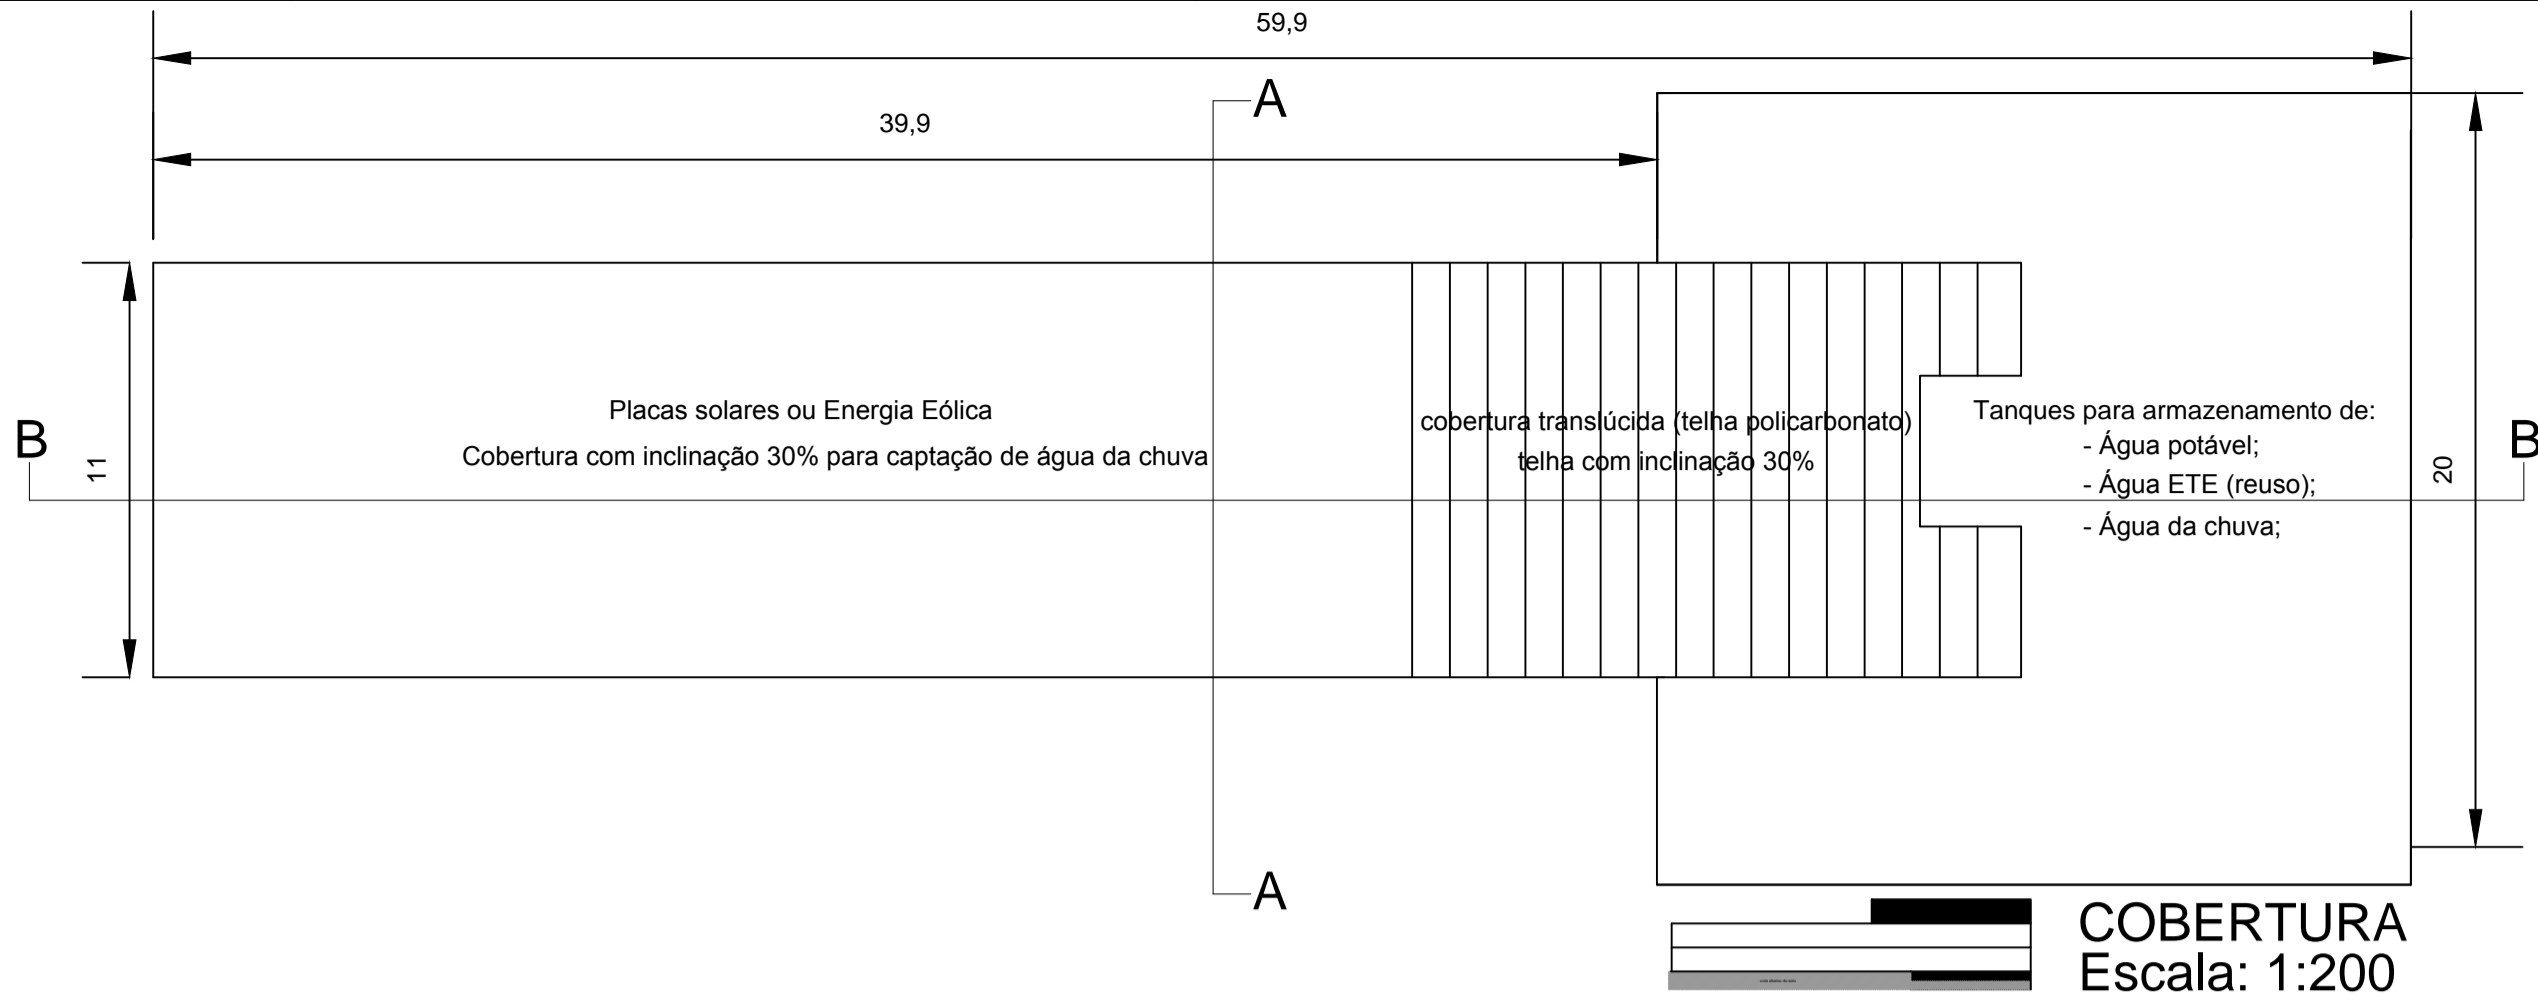 59,9
39,9
A
Placas solares ou Energia Eólica
Cobertura com inclinação 30% para captação de água da chuva
cobertura translúcida (telha policarbonato)
telha com inclinação 30%
Tanques para armazenamento de:
- Água potável;
- Água ETE (reuso);
- Água da chuva;
B
B
11
20
A
COBERTURA
Escala: 1:200